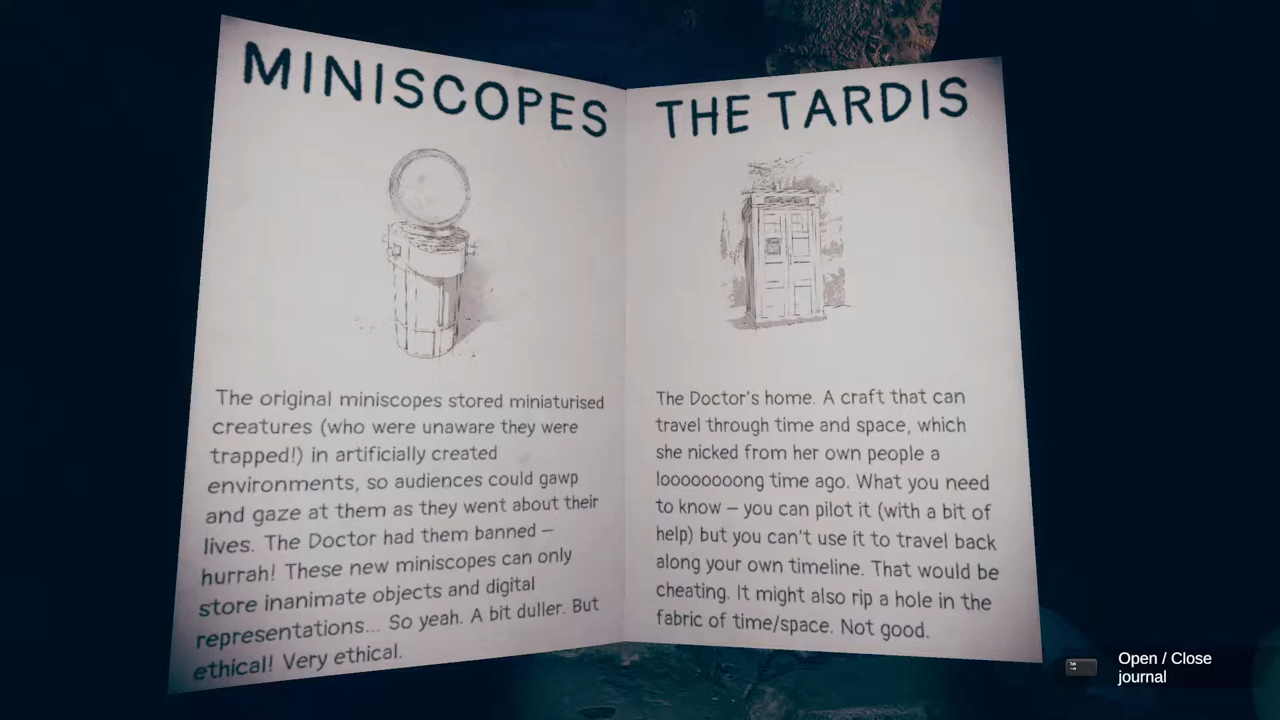 MINISCOPES
The original miniscopes stored miniaturised
creatures (who were unaware they were
trapped!) in artificially created
environments, so audiences could gawp
and gaze at them as they went about their
lives. The Doctor had them banned –
hurrah! These new miniscopes can only
store inanimate objects and digital
representations... So yeah. A bit duller. But
ethical! Very ethical.
THE TARDIS
The Doctor's home. A craft that can
travel through time and space, which
she nicked from her own people a
loooooooong time ago. What you need
to know – you can pilot it (with a bit of
help) but you can't use it to travel back
along your own timeline. That would be
cheating. It might also rip a hole in the
fabric of time/space. Not good.
Open / Close
journal